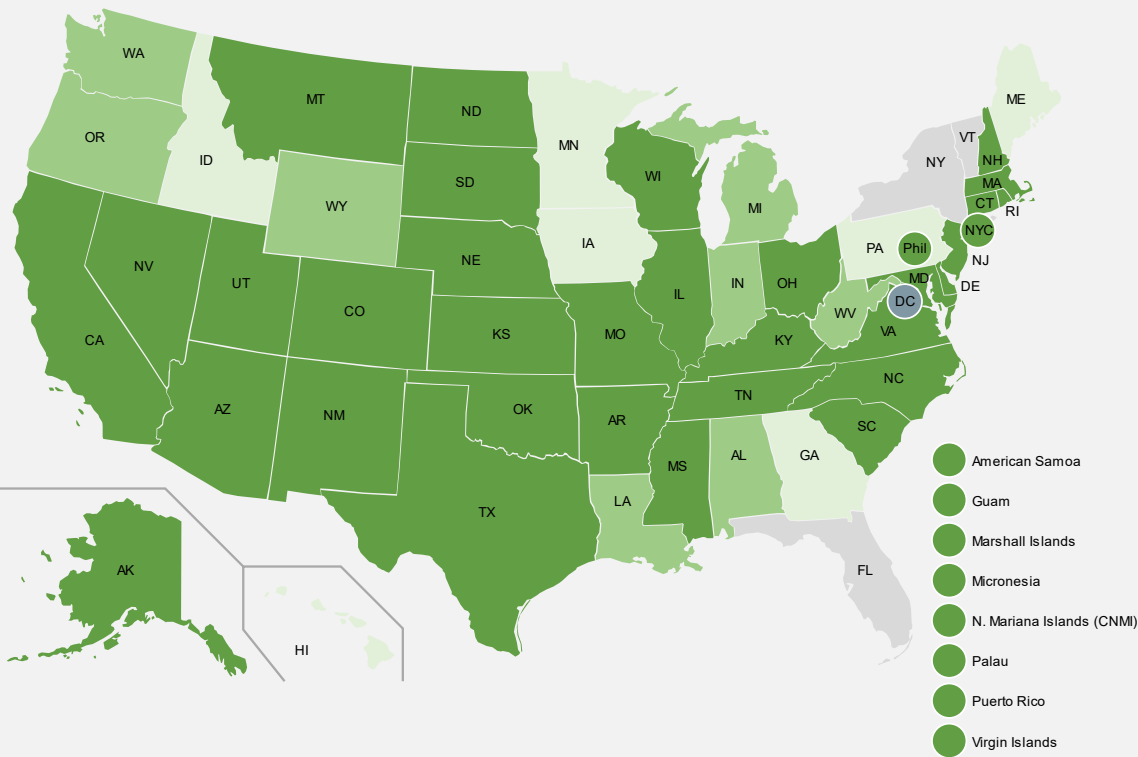 WA
ME
MT
ND
VT
OR
MN
ID
NY
NH
SD
WI
MA
WY
CT
MI
RI
NYC
IA
PA
Phil
NE
NJ
NV
MD
UT
IN
OH
DE
IL
DC
CO
WV
VA
KS
MO
CA
KY
NC
TN
AZ
OK
NM
AR
SC
AL
GA
MS
American Samoa
LA
Guam
TX
Marshall Islands
AK
FL
Micronesia
N. Mariana Islands (CNMI)
HI
Palau
Puerto Rico
Virgin Islands